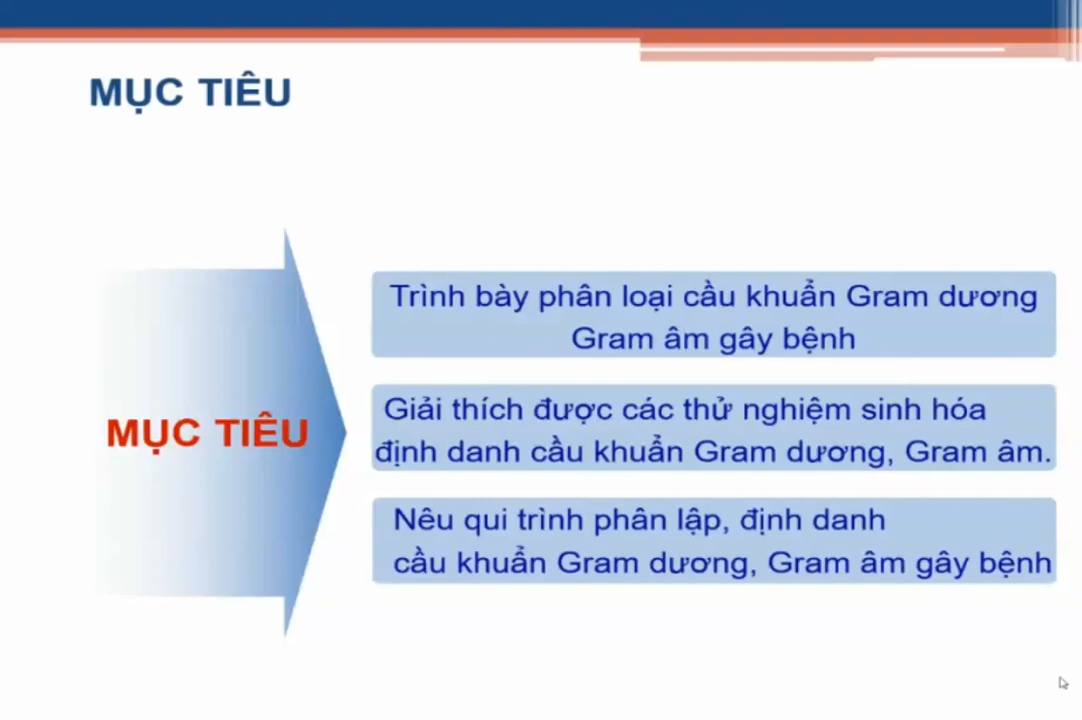 MỤC TIÊU
MỤC TIÊU
Trình bày phân loại cầu khuẩn Gram dương
Gram âm gây bệnh
Giải thích được các thử nghiệm sinh hóa
định danh cầu khuẩn Gram dương, Gram âm.
Nêu qui trình phân lập, định danh
cầu khuẩn Gram dương, Gram âm gây bệnh